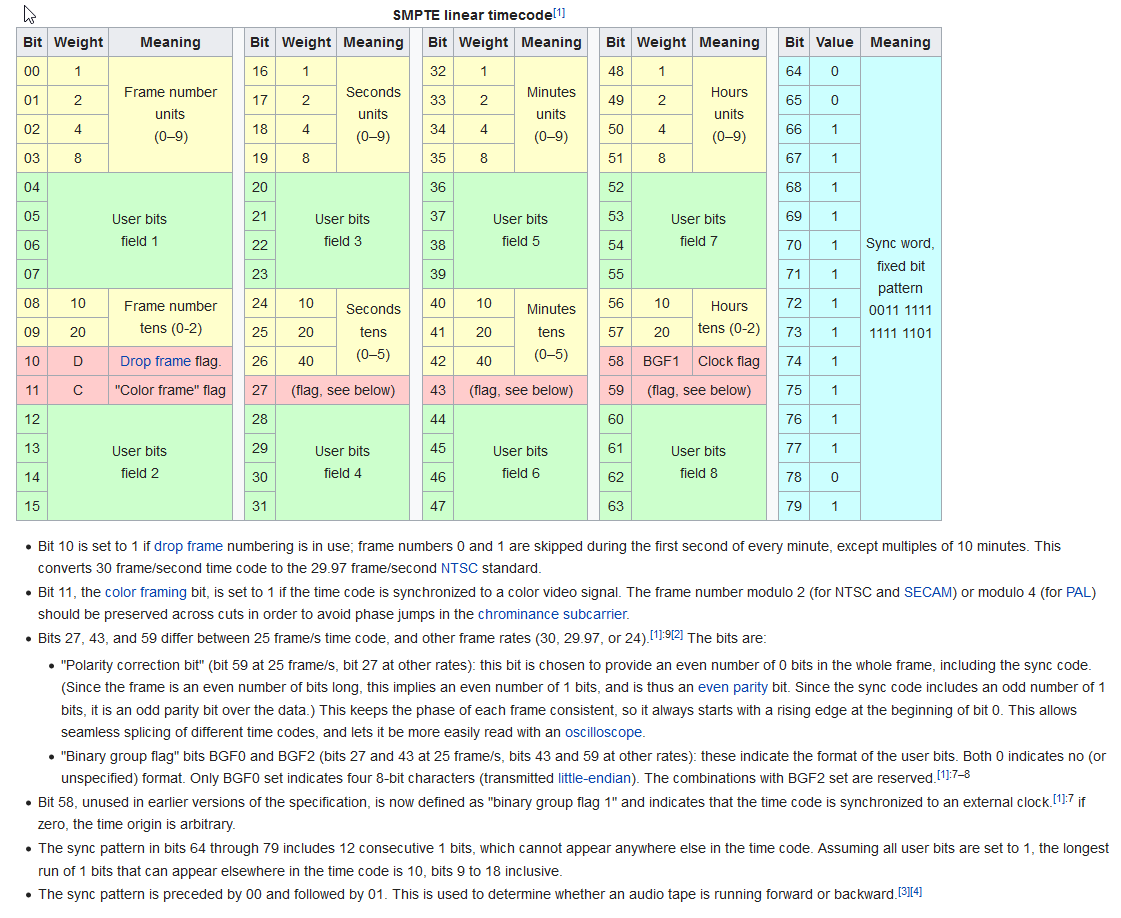 SMPTE linear timecode[1]
Bit Weight Meaning Bit Weight Meaning Bit Weight Meaning Bit Weight Meaning Bit Value Meaning
00 1 16 1 32 1 48 1 64 0
Frame number Seconds Minutes Hours
01 2 17 2 33 2 49 2 65 0
units units units units
02 4 18 4 34 4 50 4 66 1
(0–9) (0–9) (0–9) (0–9)
03 8 19 8 35 8 51 8 67 1
04 20 36 52 68 1
05 User bits 21 User bits 37 User bits 53 User bits 69 1
06 field 1 22 field 3 38 field 5 54 field 7 70 1 Sync word,
fixed bit
07 23 39 55 71 1
pattern
08 10 Frame number 24 10 Seconds 40 10 Minutes 56 10 Hours 72 1 0011 1111
09 20 tens (0-2) 25 20 tens 41 20 tens 57 20 tens (0-2) 73 1 1111 1101
10 D Drop frame flag. 26 40 (0–5) 42 40 (0–5) 58 BGF1 Clock flag 74 1
11 C "Color frame" flag 27 (flag, see below) 43 (flag, see below) 59 (flag, see below) 75 1
12 28 44 60 76 1
13 User bits 29 User bits 45 User bits 61 User bits 77 1
14 field 2 30 field 4 46 field 6 62 field 8 78 0
15 31 47 63 79 1
• Bit 10 is set to 1 if drop frame numbering is in use; frame numbers 0 and 1 are skipped during the first second of every minute, except multiples of 10 minutes. This
converts 30 frame/second time code to the 29.97 frame/second NTSC standard.
• Bit 11, the color framing bit, is set to 1 if the time code is synchronized to a color video signal. The frame number modulo 2 (for NTSC and SECAM) or modulo 4 (for PAL)
should be preserved across cuts in order to avoid phase jumps in the chrominance subcarrier.
• Bits 27, 43, and 59 differ between 25 frame/s time code, and other frame rates (30, 29.97, or 24).[1]:9[2] The bits are:
• "Polarity correction bit" (bit 59 at 25 frame/s, bit 27 at other rates): this bit is chosen to provide an even number of 0 bits in the whole frame, including the sync code.
(Since the frame is an even number of bits long, this implies an even number of 1 bits, and is thus an even parity bit. Since the sync code includes an odd number of 1
bits, it is an odd parity bit over the data.) This keeps the phase of each frame consistent, so it always starts with a rising edge at the beginning of bit 0. This allows
seamless splicing of different time codes, and lets it be more easily read with an oscilloscope.
• "Binary group flag" bits BGF0 and BGF2 (bits 27 and 43 at 25 frame/s, bits 43 and 59 at other rates): these indicate the format of the user bits. Both 0 indicates no (or
unspecified) format. Only BGF0 set indicates four 8-bit characters (transmitted little-endian). The combinations with BGF2 set are reserved.[1]:7–8
• Bit 58, unused in earlier versions of the specification, is now defined as "binary group flag 1" and indicates that the time code is synchronized to an external clock.[1]:7 if
zero, the time origin is arbitrary.
• The sync pattern in bits 64 through 79 includes 12 consecutive 1 bits, which cannot appear anywhere else in the time code. Assuming all user bits are set to 1, the longest
run of 1 bits that can appear elsewhere in the time code is 10, bits 9 to 18 inclusive.
• The sync pattern is preceded by 00 and followed by 01. This is used to determine whether an audio tape is running forward or backward.[3][4]